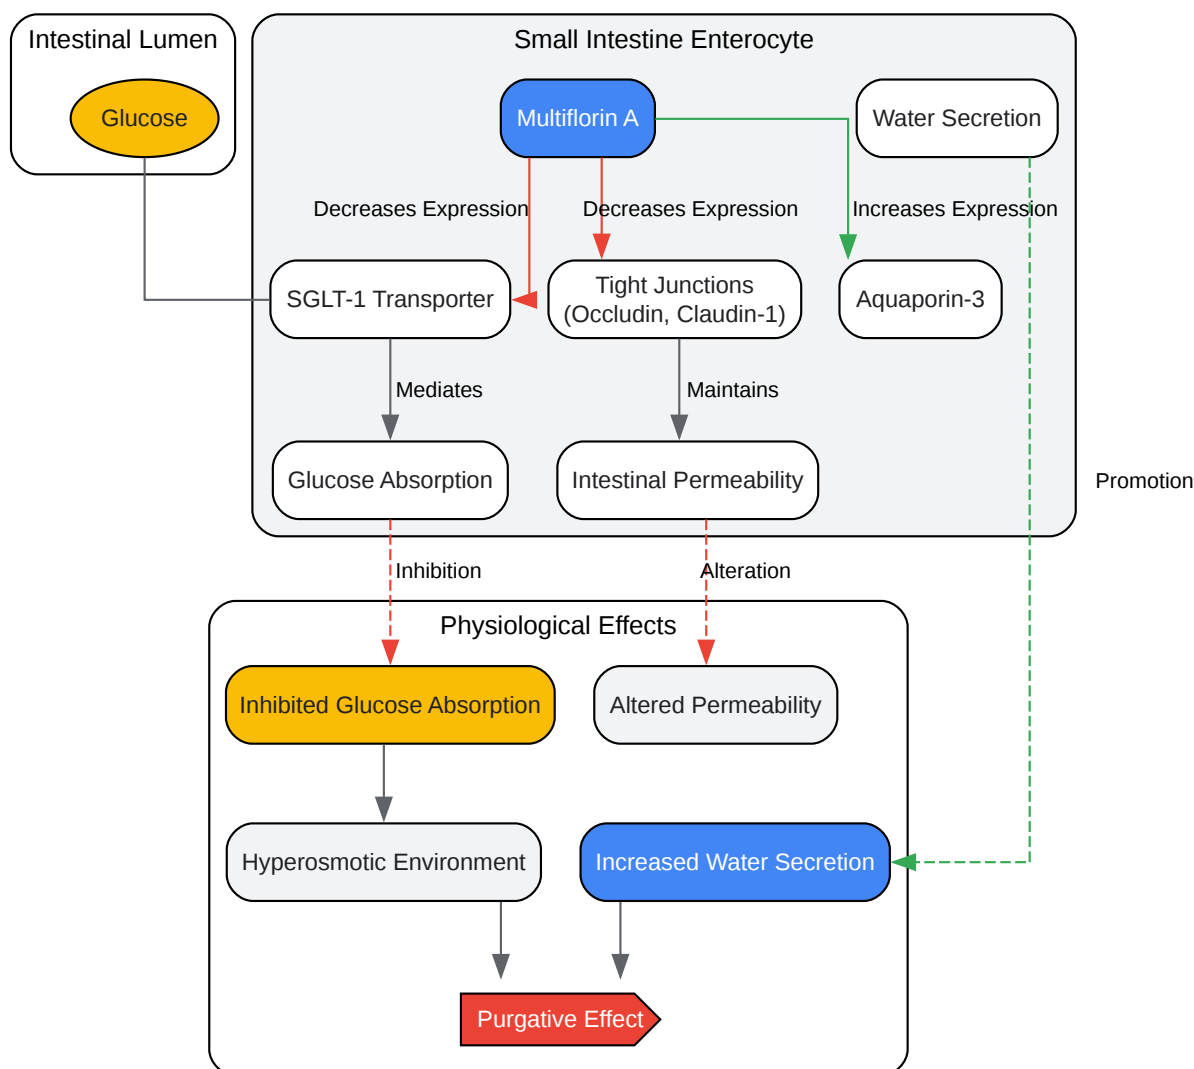 Intestinal Lumen
Small Intestine Enterocyte
Glucose
Multiflorin A
Water Secretion
Decreases Expression
Decreases Expression
Increases Expression
SGLT-1 Transporter
Tight Junctions
(Occludin, Claudin-1)
Aquaporin-3
Mediates
Maintains
Glucose Absorption
Intestinal Permeability
Promotion
Inhibition
Alteration
Physiological Effects
Inhibited Glucose Absorption
Altered Permeability
Hyperosmotic Environment
Increased Water Secretion
Purgative Effect